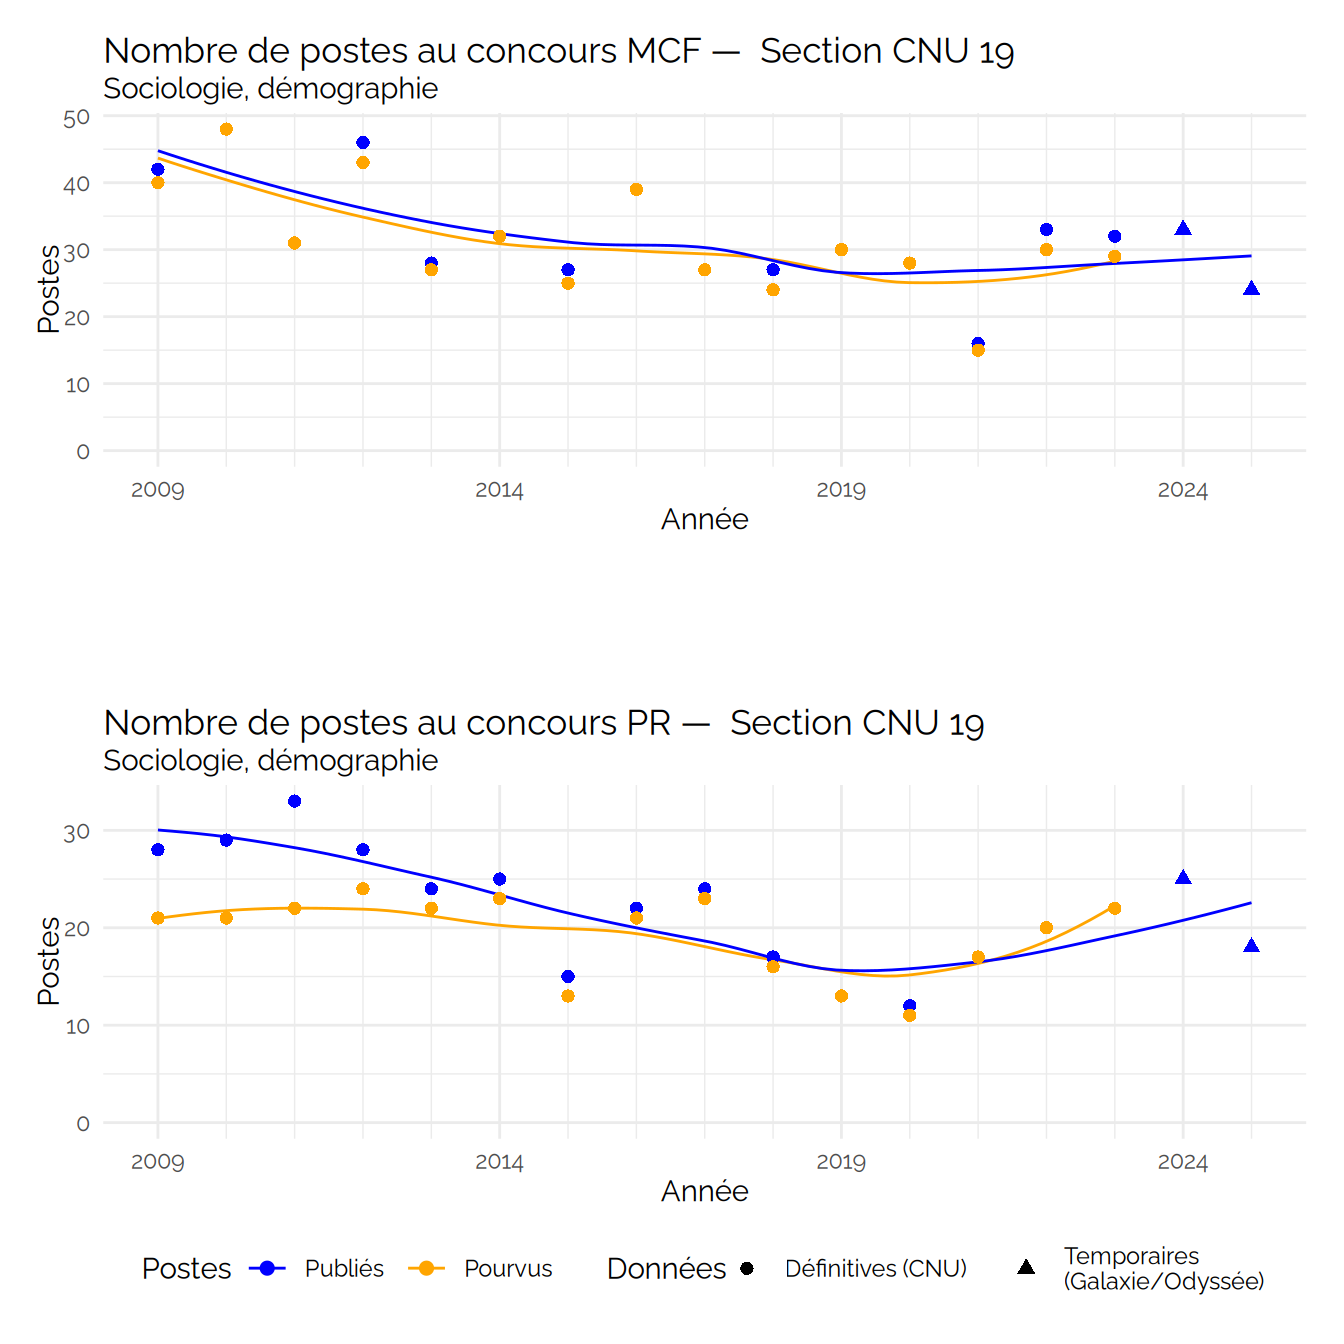 Nombre de postes au concours MCF —  Section CNU 19
Sociologie, démographie
50
40
30
20
10
0
Postes
2009
2014
2019
2024
Année
Nombre de postes au concours PR —  Section CNU 19
Sociologie, démographie
30
20
10
0
Postes
2009
2014
2019
2024
Année
Postes
Publiés
Pourvus
Données
Définitives (CNU)
Temporaires
(Galaxie/Odyssée)